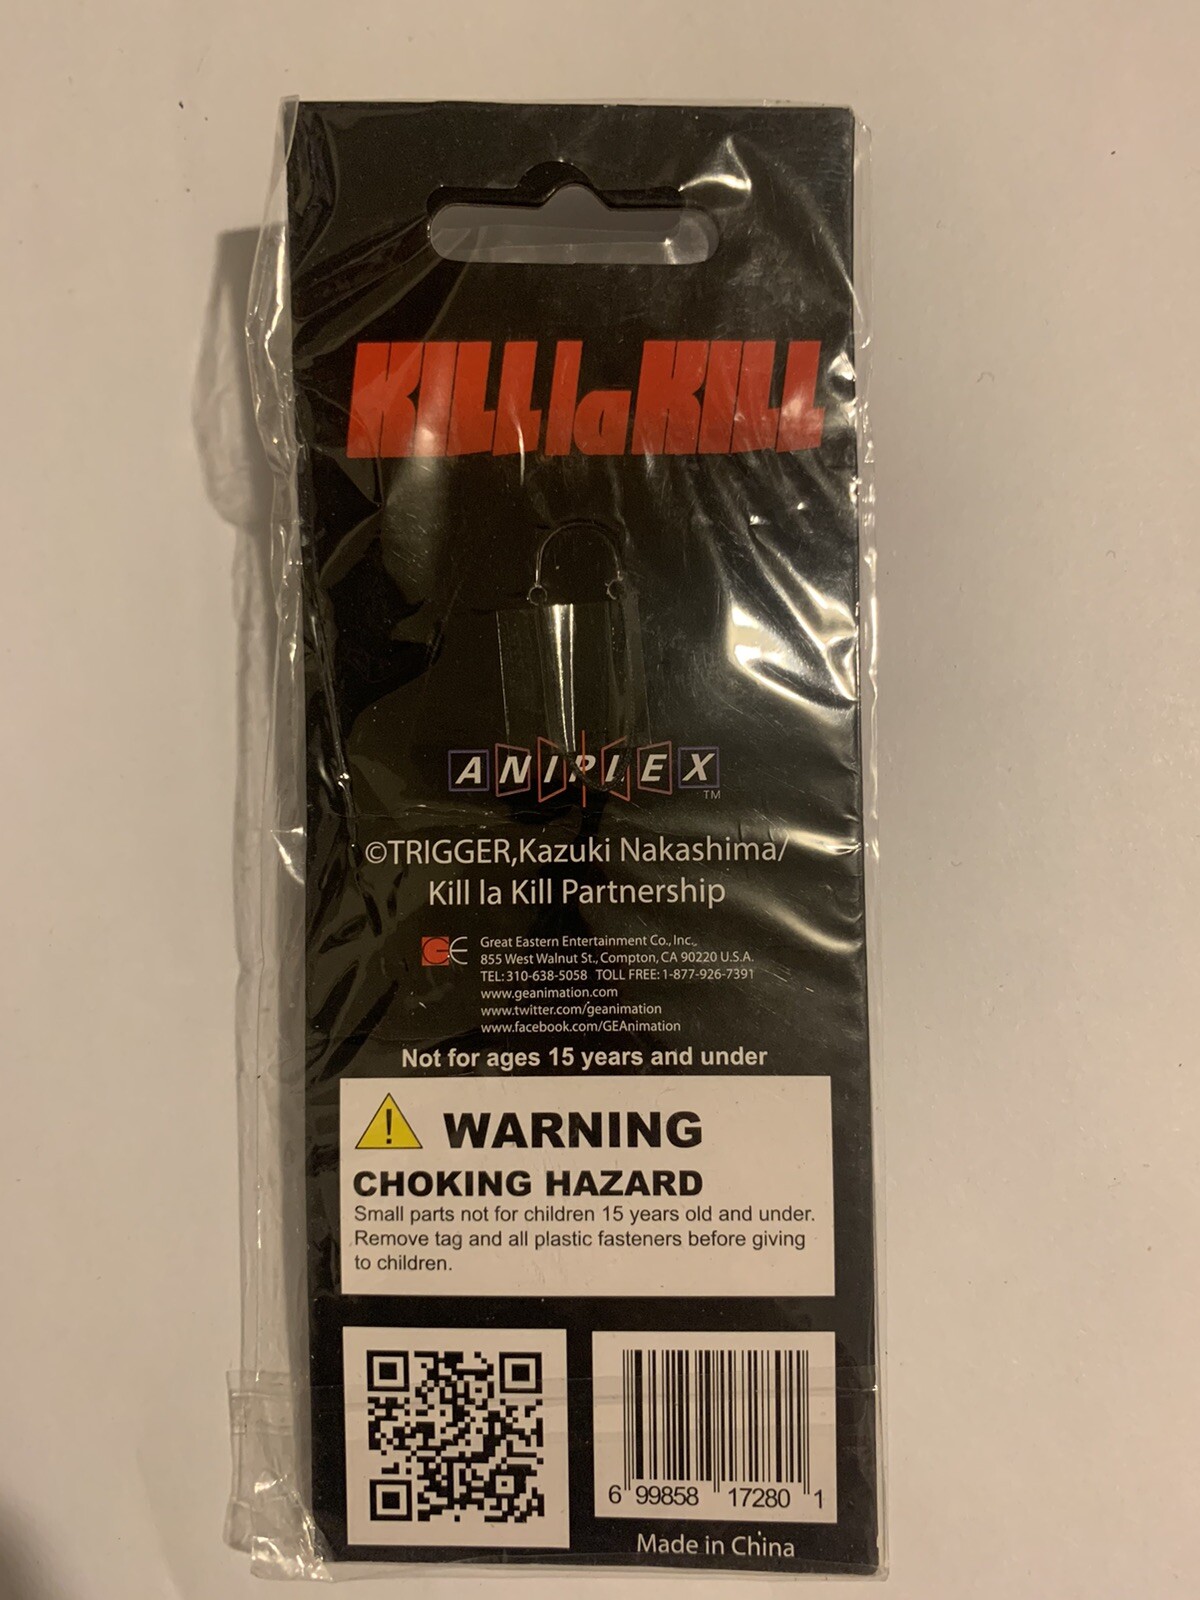 KILL la KILL
ANIPLEX
TM
©TRIGGER,Kazuki Nakashima/
Kill la Kill Partnership
GE
Great Eastern Entertainment Co., Inc.
855 West Walnut St., Compton, CA 90220 U.S.A.
TEL: 310-638-5058 TOLL FREE: 1-877-926-7391
www.geanimation.com
www.twitter.com/geanimation
www.facebook.com/GEAnimation
Not for ages 15 years and under
! WARNING
CHOKING HAZARD
Small parts not for children 15 years old and under.
Remove tag and all plastic fasteners before giving
to children.
6 99858 17280 1
Made in China